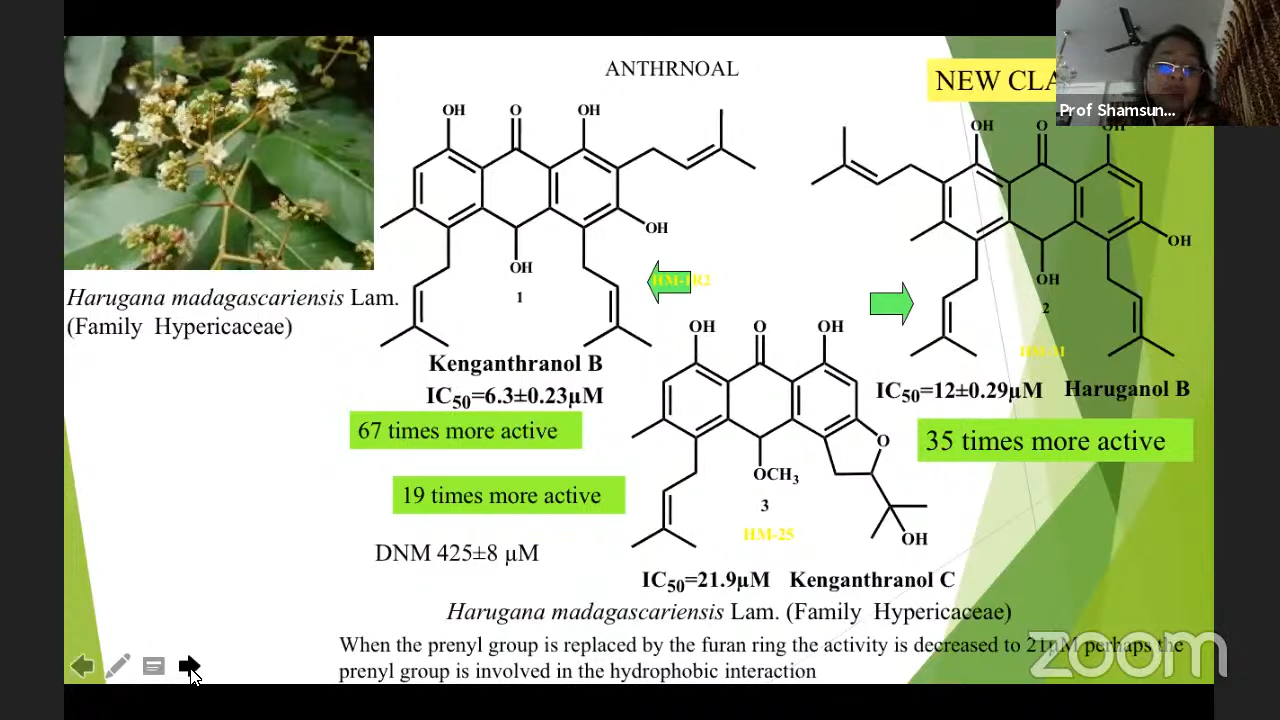 ANTHRNOAL
NEW CLA
Prof Shamsun...
OH O OH
OH
OH
1
HM-1R2
Kenganthranol B
IC50=6.3±0.23µM
67 times more active
19 times more active
DNM 425±8 µM
Harugana madagascariensis Lam.
(Family Hypericaceae)
OH O OH
O
OCH3
3
HM-25
OH
IC50=21.9µM Kenganthranol C
OH O OH
OH
OH
2
IC50=12±0.29µM Haruganol B
35 times more active
Harugana madagascariensis Lam. (Family Hypericaceae)
When the prenyl group is replaced by the furan ring the activity is decreased to 21µM perhaps the
prenyl group is involved in the hydrophobic interaction
zoom